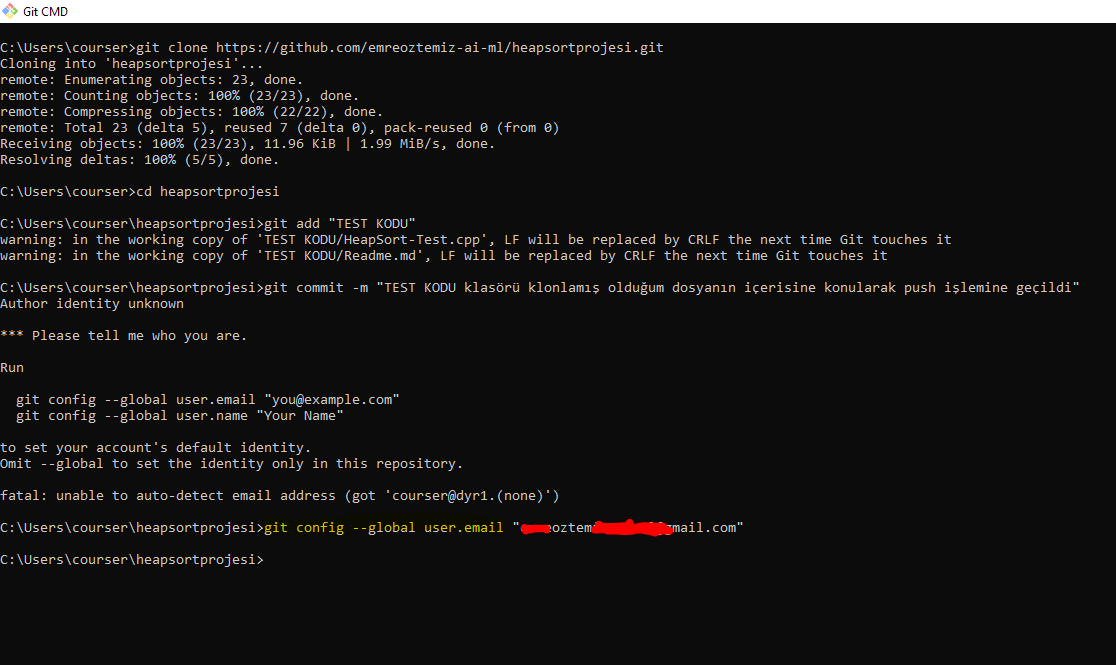 Git CMD
C:\Users\courser>git clone https://github.com/emreoztemiz-ai-ml/heapsortprojesi.git
Cloning into 'heapsortprojesi'...
remote: Enumerating objects: 23, done.
remote: Counting objects: 100% (23/23), done.
remote: Compressing objects: 100% (22/22), done.
remote: Total 23 (delta 5), reused 7 (delta 0), pack-reused 0 (from 0)
Receiving objects: 100% (23/23), 11.96 KiB | 1.99 MiB/s, done.
Resolving deltas: 100% (5/5), done.
C:\Users\courser>cd heapsortprojesi
C:\Users\courser\heapsortprojesi>git add "TEST KODU"
warning: in the working copy of 'TEST KODU/HeapSort-Test.cpp', LF will be replaced by CRLF the next time Git touches it
warning: in the working copy of 'TEST KODU/Readme.md', LF will be replaced by CRLF the next time Git touches it
C:\Users\courser\heapsortprojesi>git commit -m "TEST KODU klasörü klonlamış olduğum dosyanın içerisine konularak push işlemine geçildi"
Author identity unknown
*** Please tell me who you are.
Run
git config --global user.email "you@example.com"
git config --global user.name "Your Name"
to set your account's default identity.
Omit --global to set the identity only in this repository.
fatal: unable to auto-detect email address (got 'courser@dyr1.(none)')
C:\Users\courser\heapsortprojesi>git config --global user.email "
C:\Users\courser\heapsortprojesi>